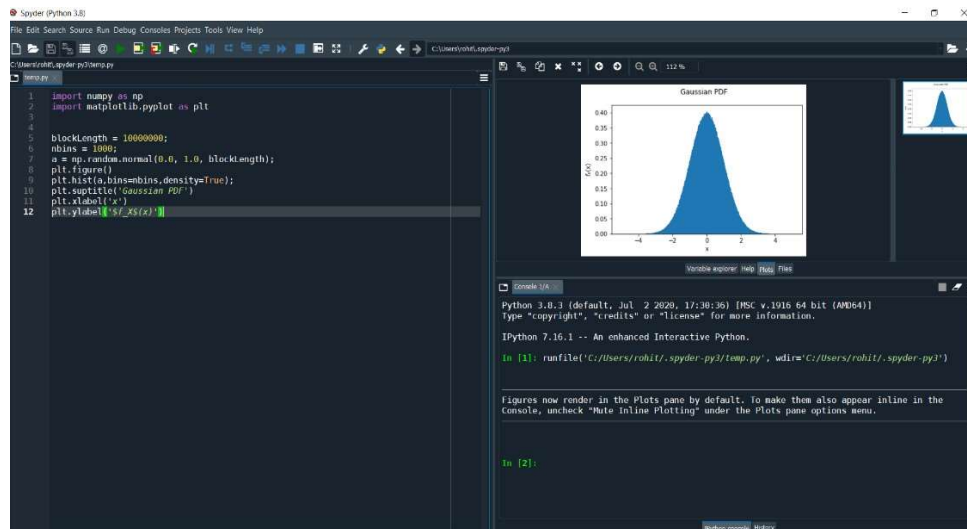 Spyder (Python 3.8)
File Edit Search Source Run Debug Consoles Projects Tools View Help
C:\Users\rohit\.spyder-py3
C:\Users\rohit\.spyder-py3\temp.py
temp.py
1 import numpy as np
2 import matplotlib.pyplot as plt
3
4
5 blockLength = 10000000;
6 nbins = 1000;
7 a = np.random.normal(0.0, 1.0, blockLength);
8 plt.figure()
9 plt.hist(a,bins=nbins,density=True);
10 plt.suptitle('Gaussian PDF')
11 plt.xlabel('x')
12 plt.ylabel('$f_X$(x)')
112 %
Gaussian PDF
0.40
0.35
0.30
0.25
0.20
0.15
0.10
0.05
0.00
fX(x)
-4 -2 0 2 4
x
Variable explorer Help Plots Files
Console 1/A
Python 3.8.3 (default, Jul 2 2020, 17:30:36) [MSC v.1916 64 bit (AMD64)]
Type "copyright", "credits" or "license" for more information.
IPython 7.16.1 -- An enhanced Interactive Python.
In [1]: runfile('C:/Users/rohit/.spyder-py3/temp.py', wdir='C:/Users/rohit/.spyder-py3')
Figures now render in the Plots pane by default. To make them also appear inline in the
Console, uncheck "Mute Inline Plotting" under the Plots pane options menu.
In [2]:
IPython console History